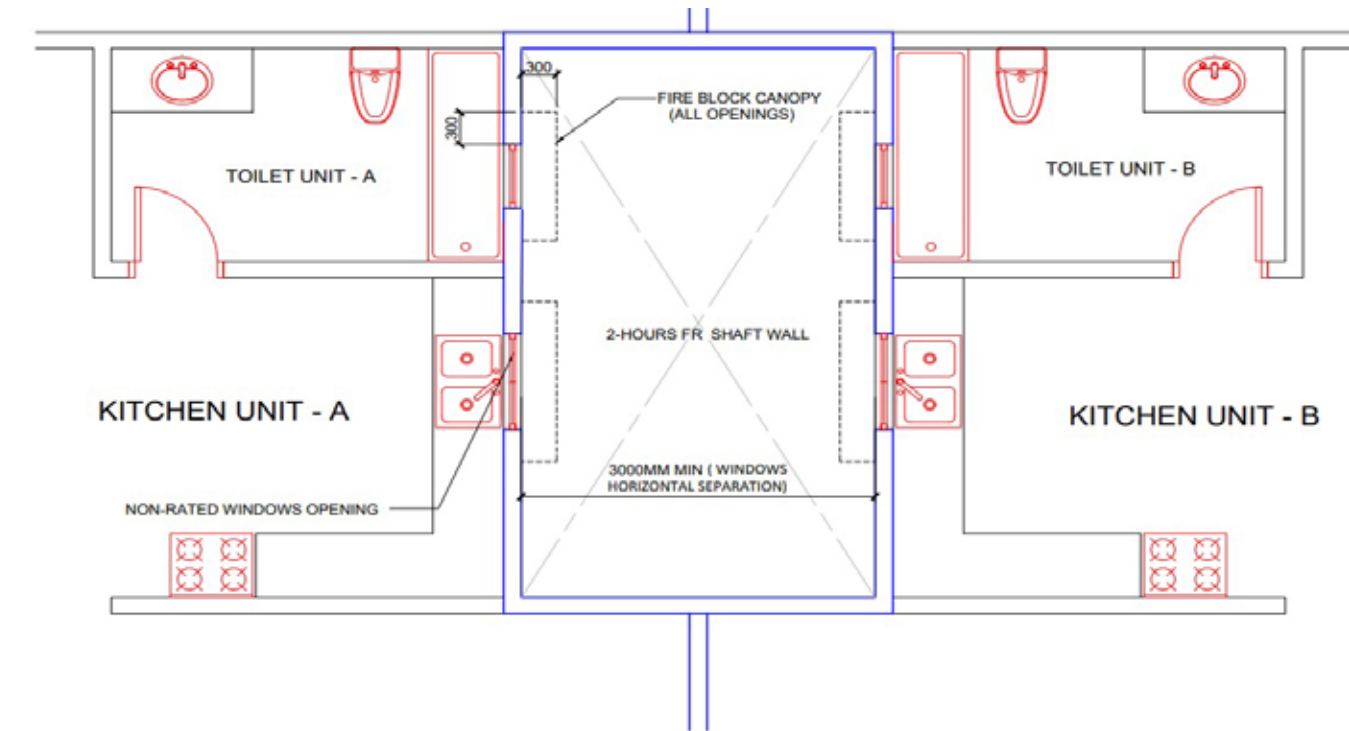 300
FIRE BLOCK CANOPY
(ALL OPENINGS)
300
TOILET UNIT - A
TOILET UNIT - B
2-HOURS FR SHAFT WALL
KITCHEN UNIT - A
KITCHEN UNIT - B
3000MM MIN ( WINDOWS
HORIZONTAL SEPARATION)
NON-RATED WINDOWS OPENING